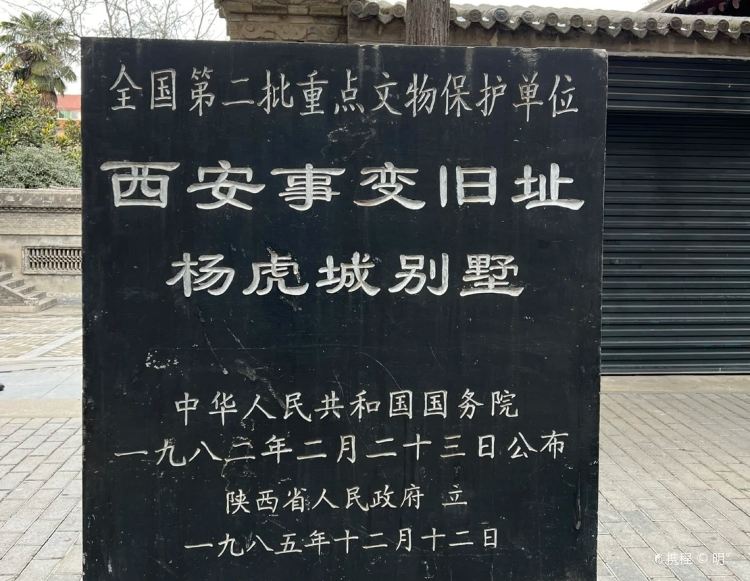 全国第二批重点文物保护单位
西安事变旧址
杨虎城别墅
中华人民共和国国务院
一九八二年二月二十三日公布
陕西省人民政府 立
一九八五年十二月十二日
携程 © 明